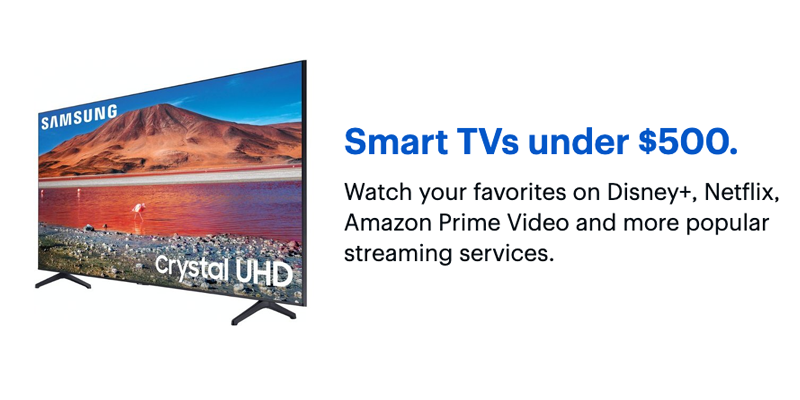 SAMSUNG
Crystal UHD
Smart TVs under $500.
Watch your favorites on Disney+, Netflix,
Amazon Prime Video and more popular
streaming services.